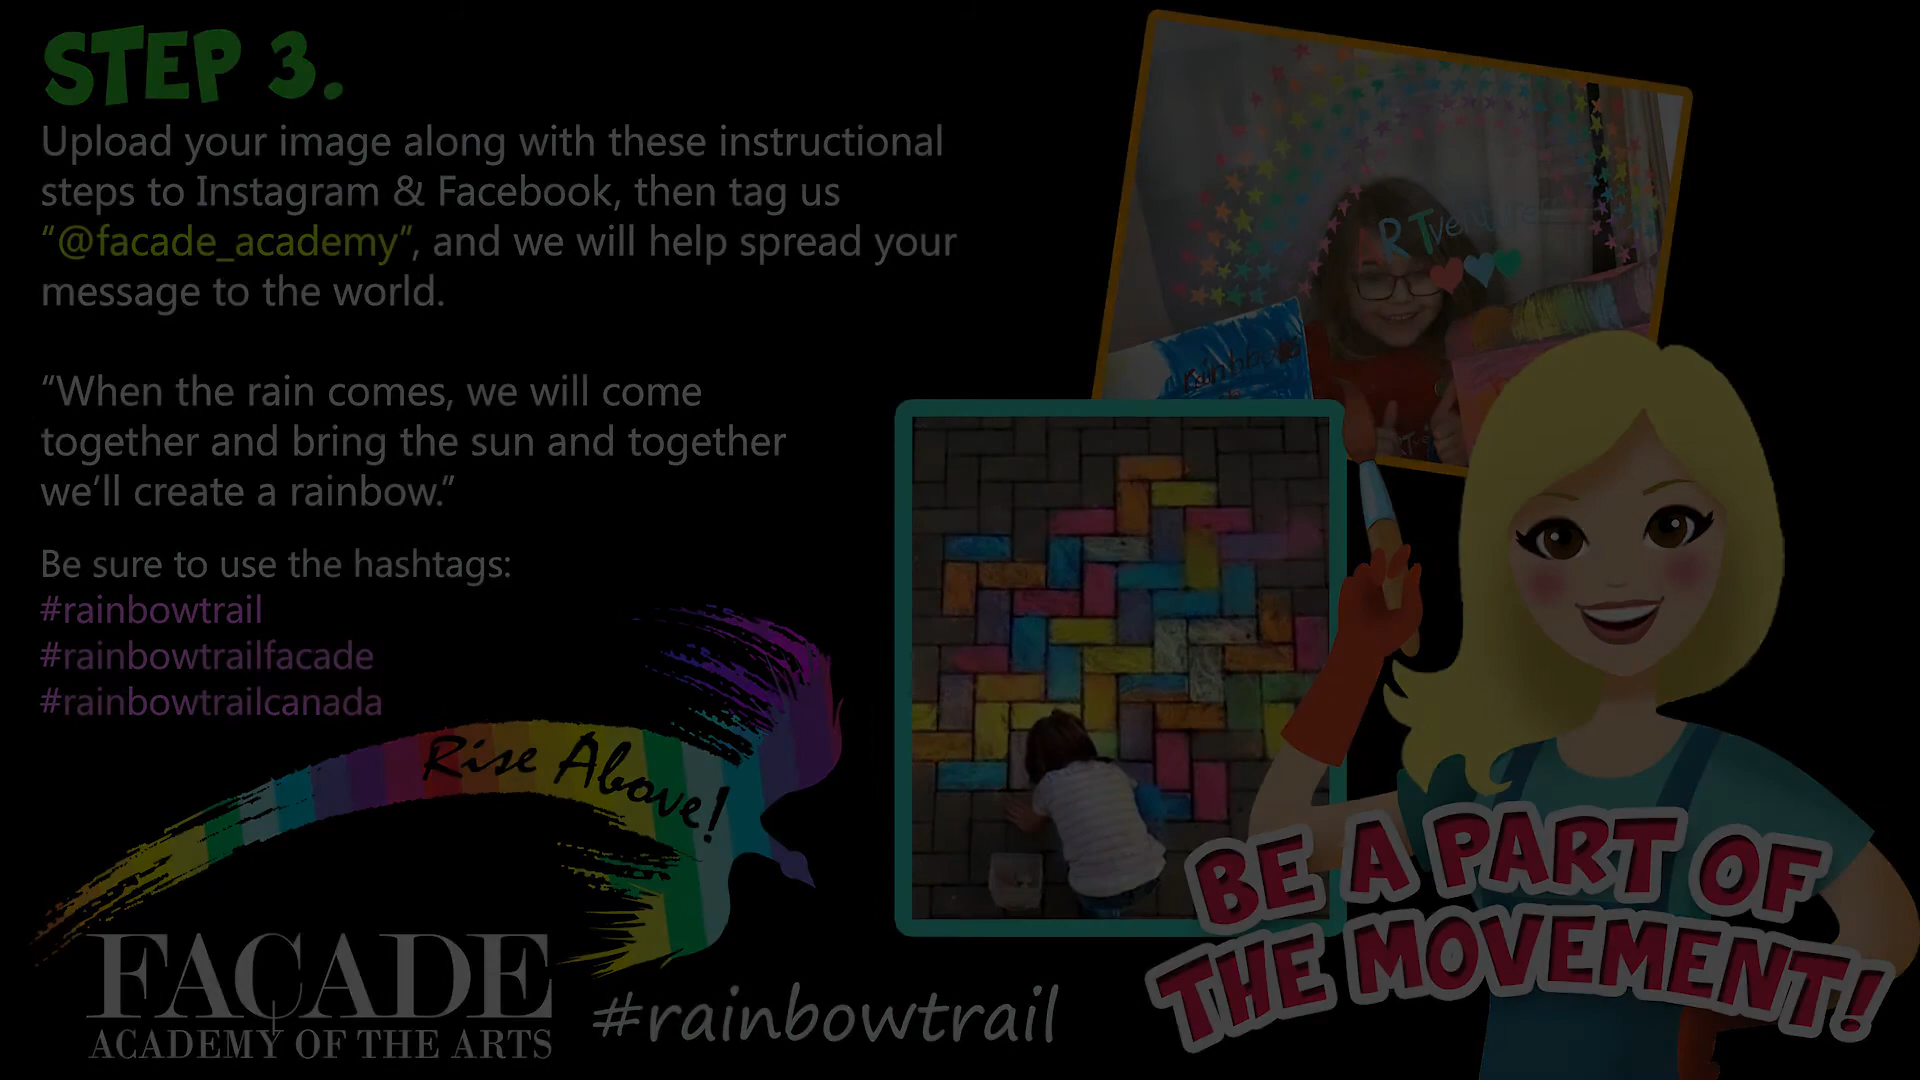 STEP 3.
Upload your image along with these instructional
steps to Instagram & Facebook, then tag us
“@facade_academy”, and we will help spread your
message to the world.
“When the rain comes, we will come
together and bring the sun and together
we’ll create a rainbow.”
Be sure to use the hashtags:
#rainbowtrail
#rainbowtrailfacade
#rainbowtrailcanada
Rise Above!
FACADE
ACADEMY OF THE ARTS
#rainbowtrail
RTventure
BE A PART OF
THE MOVEMENT!